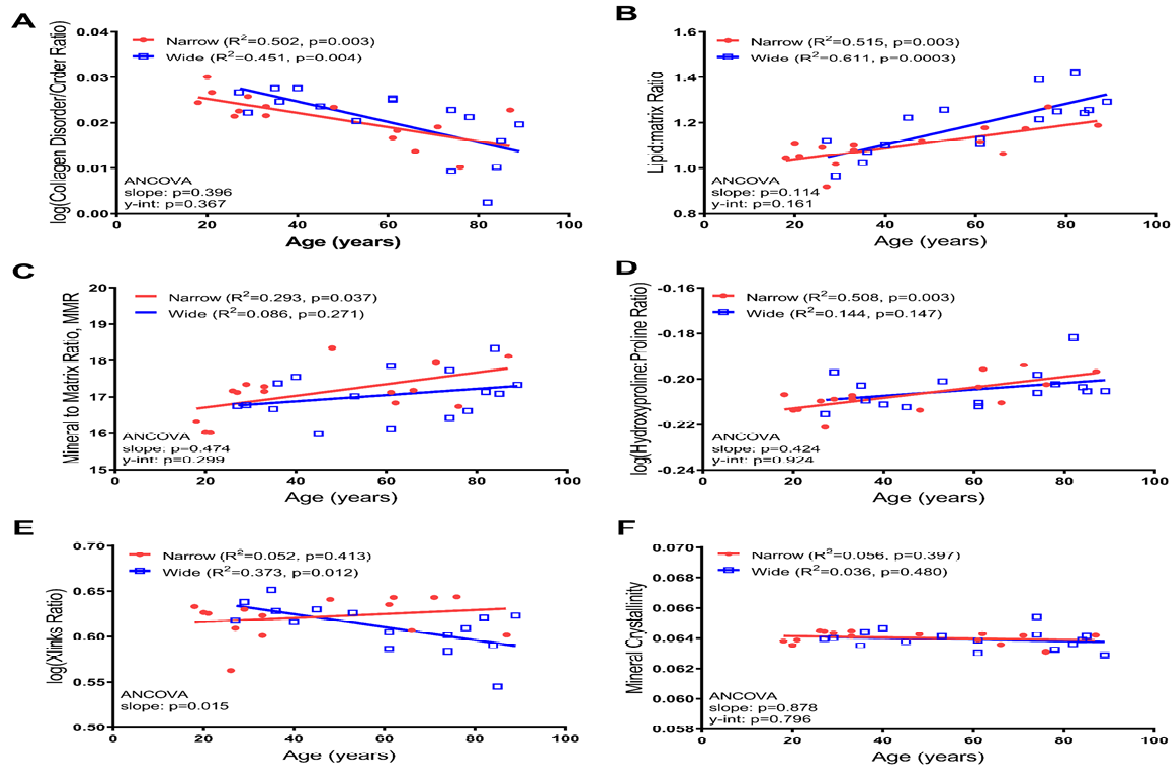 A
0.04
Narrow (R²=0.502, p=0.003)
Wide (R²=0.451, p=0.004)
0.03
0.02
0.01
0.00
log(Collagen Disorder/Order Ratio)
ANCOVA
slope: p=0.396
y-int: p=0.367
0 20 40 60 80 100
Age (years)
B
1.6
Narrow (R²=0.515, p=0.003)
Wide (R²=0.611, p=0.0003)
1.4
1.2
1.0
0.8
Lipid:matrix Ratio
ANCOVA
slope: p=0.114
y-int: p=0.161
0 20 40 60 80 100
Age (years)
C
20
Narrow (R²=0.293, p=0.037)
Wide (R²=0.086, p=0.271)
19
18
17
16
15
Mineral to Matrix Ratio, MMR
ANCOVA
slope: p=0.474
y-int: p=0.299
0 20 40 60 80 100
Age (years)
D
-0.16
Narrow (R²=0.508, p=0.003)
Wide (R²=0.144, p=0.147)
-0.18
-0.20
-0.22
-0.24
log(Hydroxyproline:Proline Ratio)
ANCOVA
slope: p=0.424
y-int: p=0.924
0 20 40 60 80 100
Age (years)
E
0.70
Narrow (R²=0.052, p=0.413)
Wide (R²=0.373, p=0.012)
0.65
0.60
0.55
0.50
log(Xlinks Ratio)
ANCOVA
slope: p=0.015
0 20 40 60 80 100
Age (years)
F
0.070
Narrow (R²=0.056, p=0.397)
Wide (R²=0.036, p=0.480)
0.068
0.066
0.064
0.062
0.060
0.058
Mineral Crystallinity
ANCOVA
slope: p=0.878
y-int: p=0.796
0 20 40 60 80 100
Age (years)